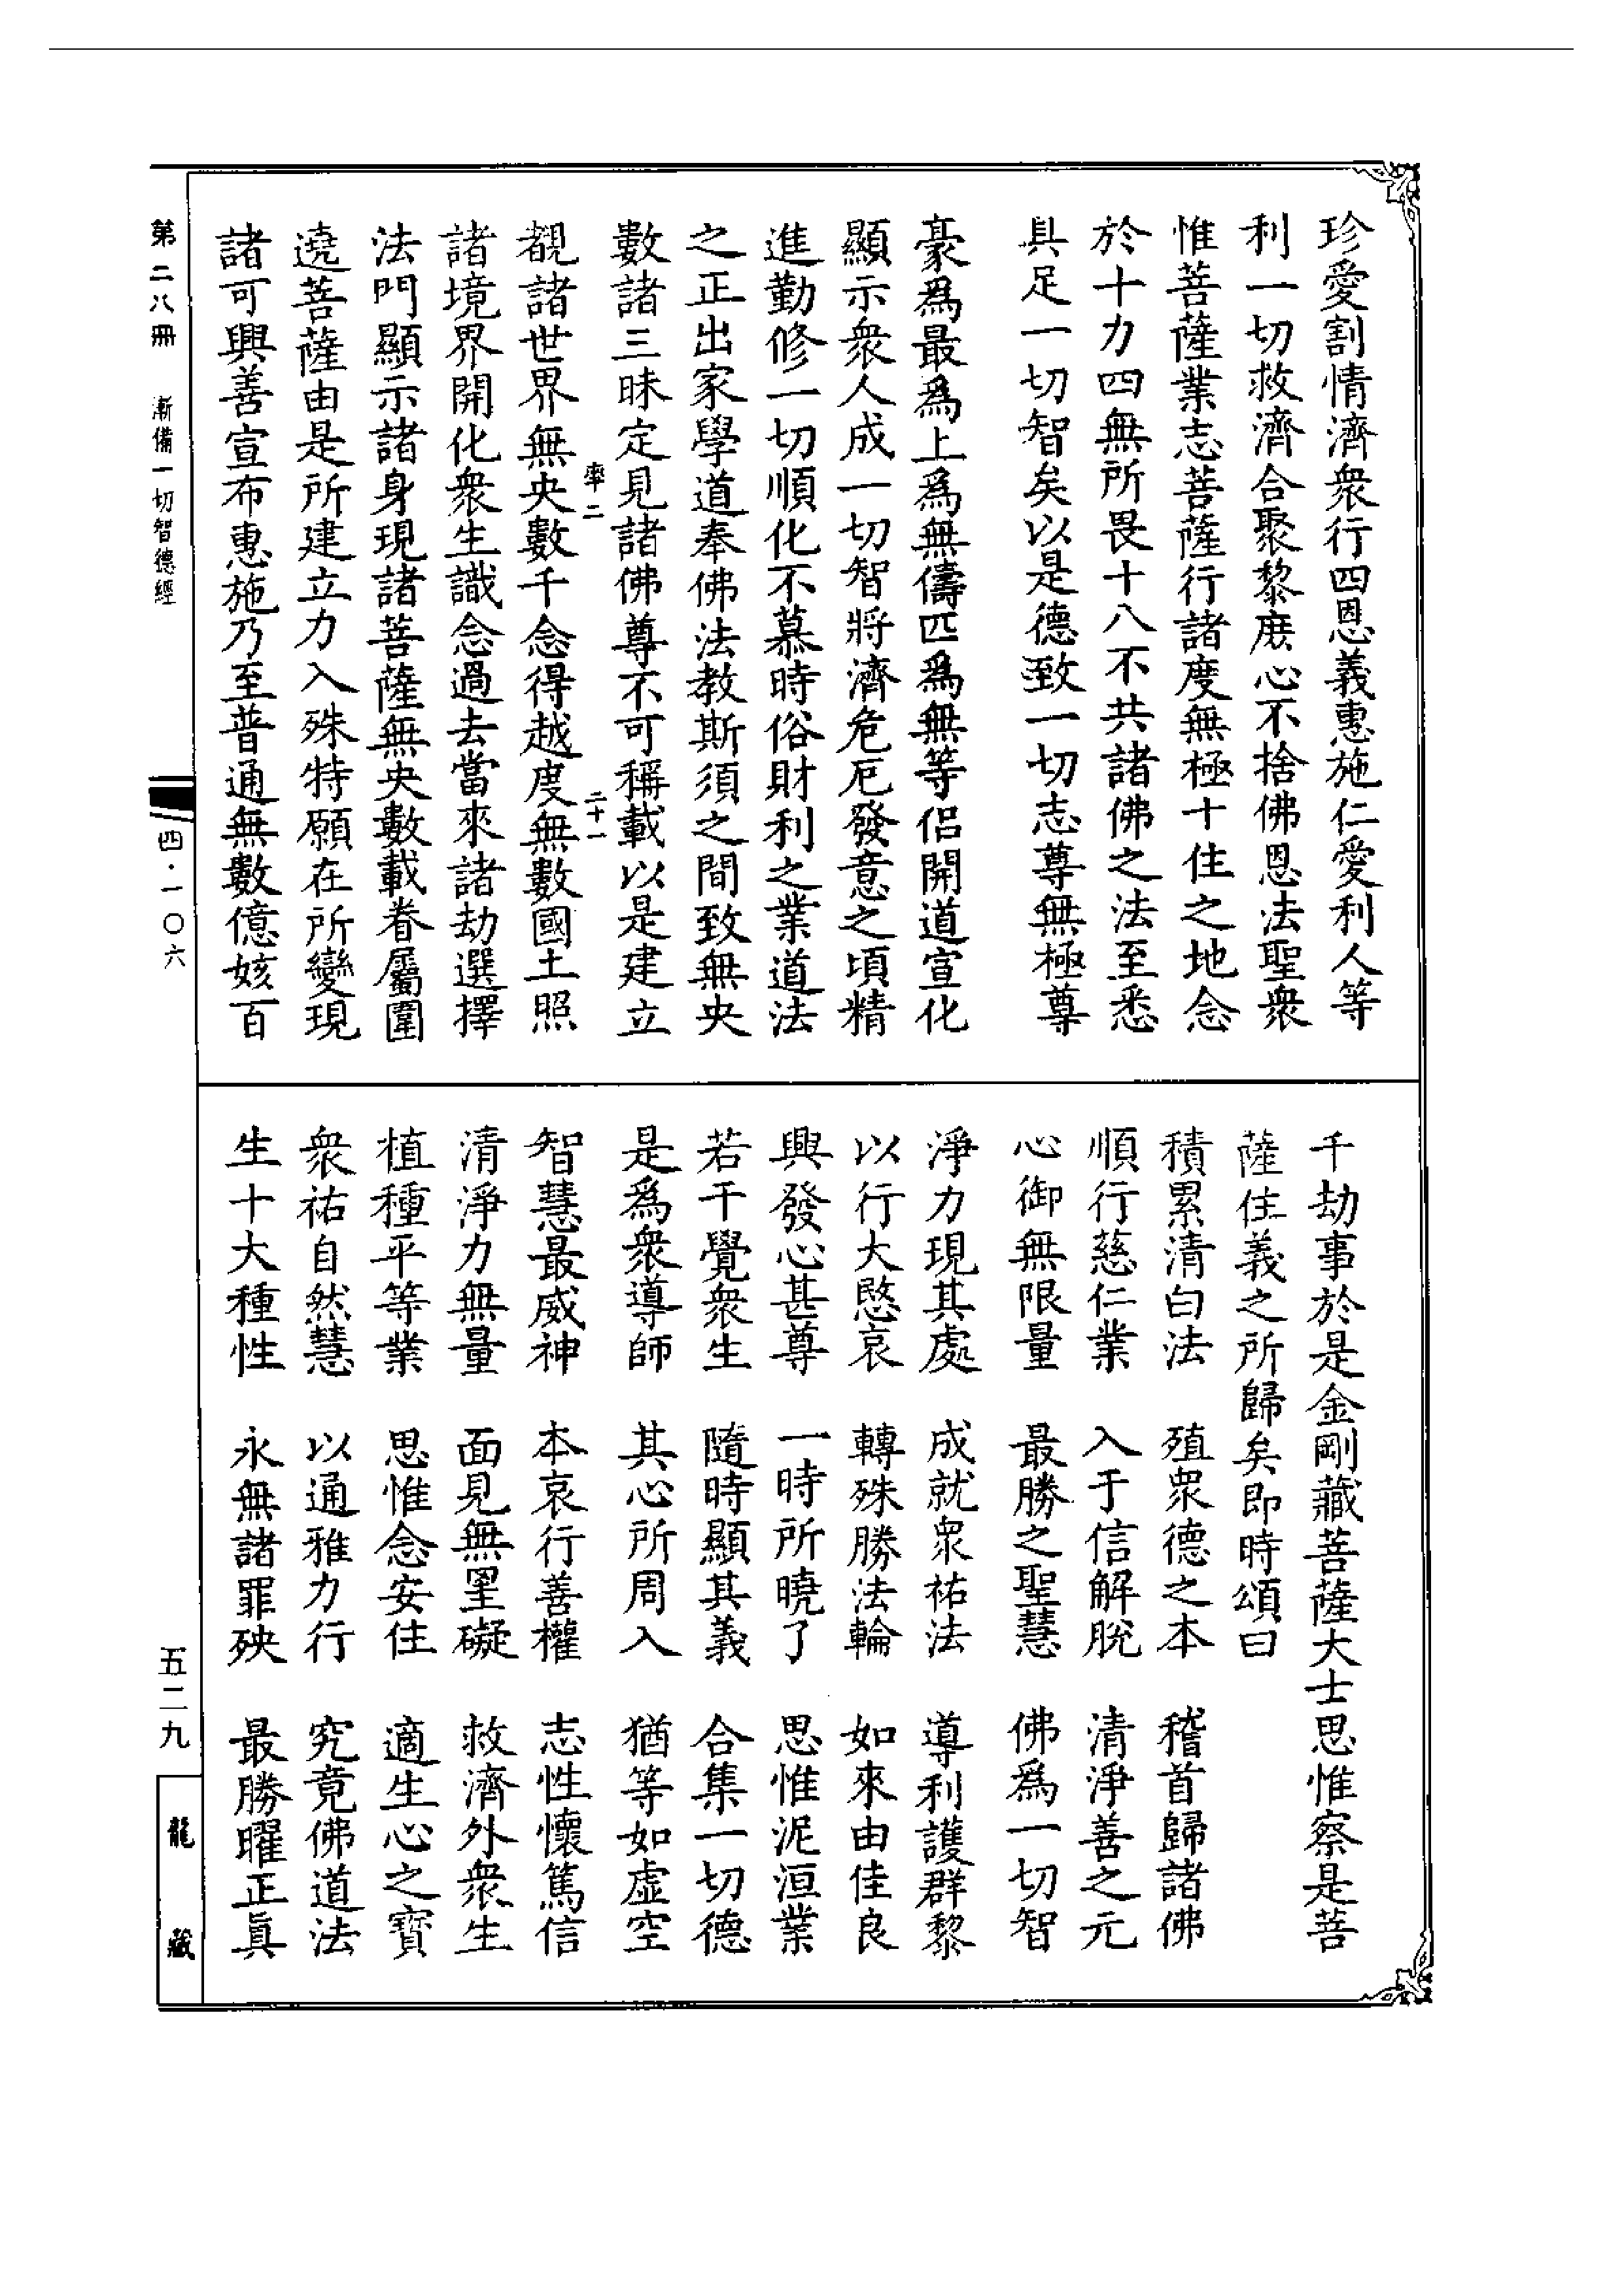 珍愛割情濟衆行四恩義惠施仁愛利人等
利一切救濟合聚黎庶心不捨佛恩法聖衆
惟菩薩業志菩薩行諸度無極十住之地念
於十力四無所畏十八不共諸佛之法至悉
具足一切智矣以是德致一切志尊無極尊
豪爲最爲上爲無儔匹爲無等侶開道宣化
顯示衆人成一切智將濟危厄發意之頃精
進勤修一切順化不慕時俗財利之業道法
之正出家學道奉佛法教斯須之間致無央
數諸三昧定見諸佛尊不可稱載以是建立
率二 二十一
覩諸世界無央數千念得越度無數國土照
諸境界開化衆生識念過去當來諸劫選擇
法門顯示諸身現諸菩薩無央數載眷屬圍
遶菩薩由是所建立力入殊特願在所變現
諸可興善宣布惠施乃至普通無數億姟百
千劫事於是金剛藏菩薩大士思惟察是菩
薩住義之所歸矣即時頌曰
積累清白法 殖衆德之本 稽首歸諸佛
順行慈仁業 入于信解脫 清淨善之元
心御無限量 最勝之聖慧 佛爲一切智
淨力現其處 成就衆祐法 導利護群黎
以行大愍哀 轉殊勝法輪 如來由佳良
興發心甚尊 一時所曉了 思惟泥洹業
若干覺衆生 隨時顯其義 合集一切德
是爲衆導師 其心所周入 猶等如虛空
智慧最威神 本哀行善權 志性懷篤信
清淨力無量 面見無罣礙 救濟外衆生
植種平等業 思惟念安住 適生心之寶
衆祐自然慧 以通雅力行 究竟佛道法
生十大種性 永無諸罪殃 最勝曜正眞
第二八冊 漸備一切智德經
四·一〇六
五二九
龍藏